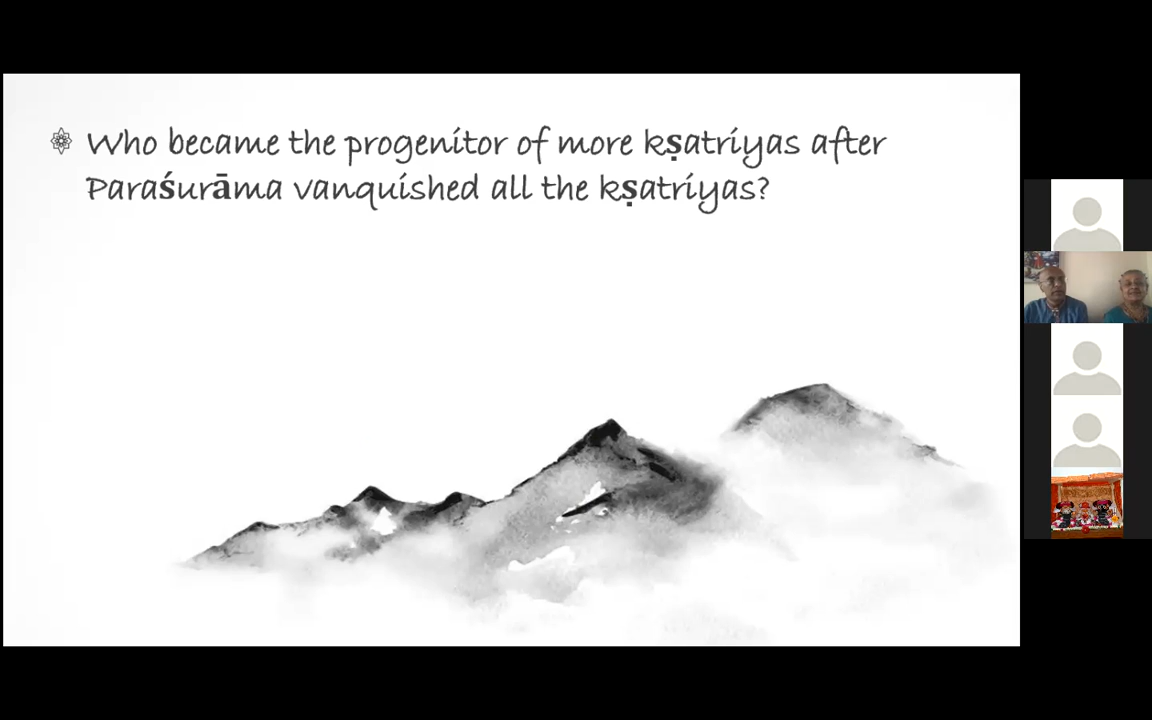 Who became the progenitor of more kṣatriyas after
Paraśurāma vanquished all the kṣatriyas?